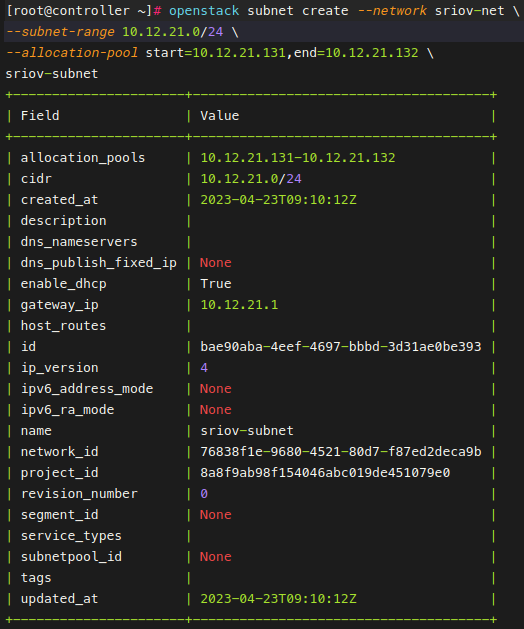 [root@controller ~]# openstack subnet create --network sriov-net \
--subnet-range 10.12.21.0/24 \
--allocation-pool start=10.12.21.131,end=10.12.21.132 \
sriov-subnet
+----------------------+--------------------------------------+
| Field                | Value                                |
+----------------------+--------------------------------------+
| allocation_pools     | 10.12.21.131-10.12.21.132            |
| cidr                 | 10.12.21.0/24                        |
| created_at           | 2023-04-23T09:10:12Z                 |
| description          |                                      |
| dns_nameservers      |                                      |
| dns_publish_fixed_ip | None                                 |
| enable_dhcp          | True                                 |
| gateway_ip           | 10.12.21.1                           |
| host_routes          |                                      |
| id                   | bae90aba-4eef-4697-bbbd-3d31ae0be393 |
| ip_version           | 4                                    |
| ipv6_address_mode    | None                                 |
| ipv6_ra_mode         | None                                 |
| name                 | sriov-subnet                         |
| network_id           | 76838f1e-9680-4521-80d7-f87ed2deca9b |
| project_id           | 8a8f9ab98f154046abc019de451079e0     |
| revision_number      | 0                                    |
| segment_id           | None                                 |
| service_types        |                                      |
| subnetpool_id        | None                                 |
| tags                 |                                      |
| updated_at           | 2023-04-23T09:10:12Z                 |
+----------------------+--------------------------------------+